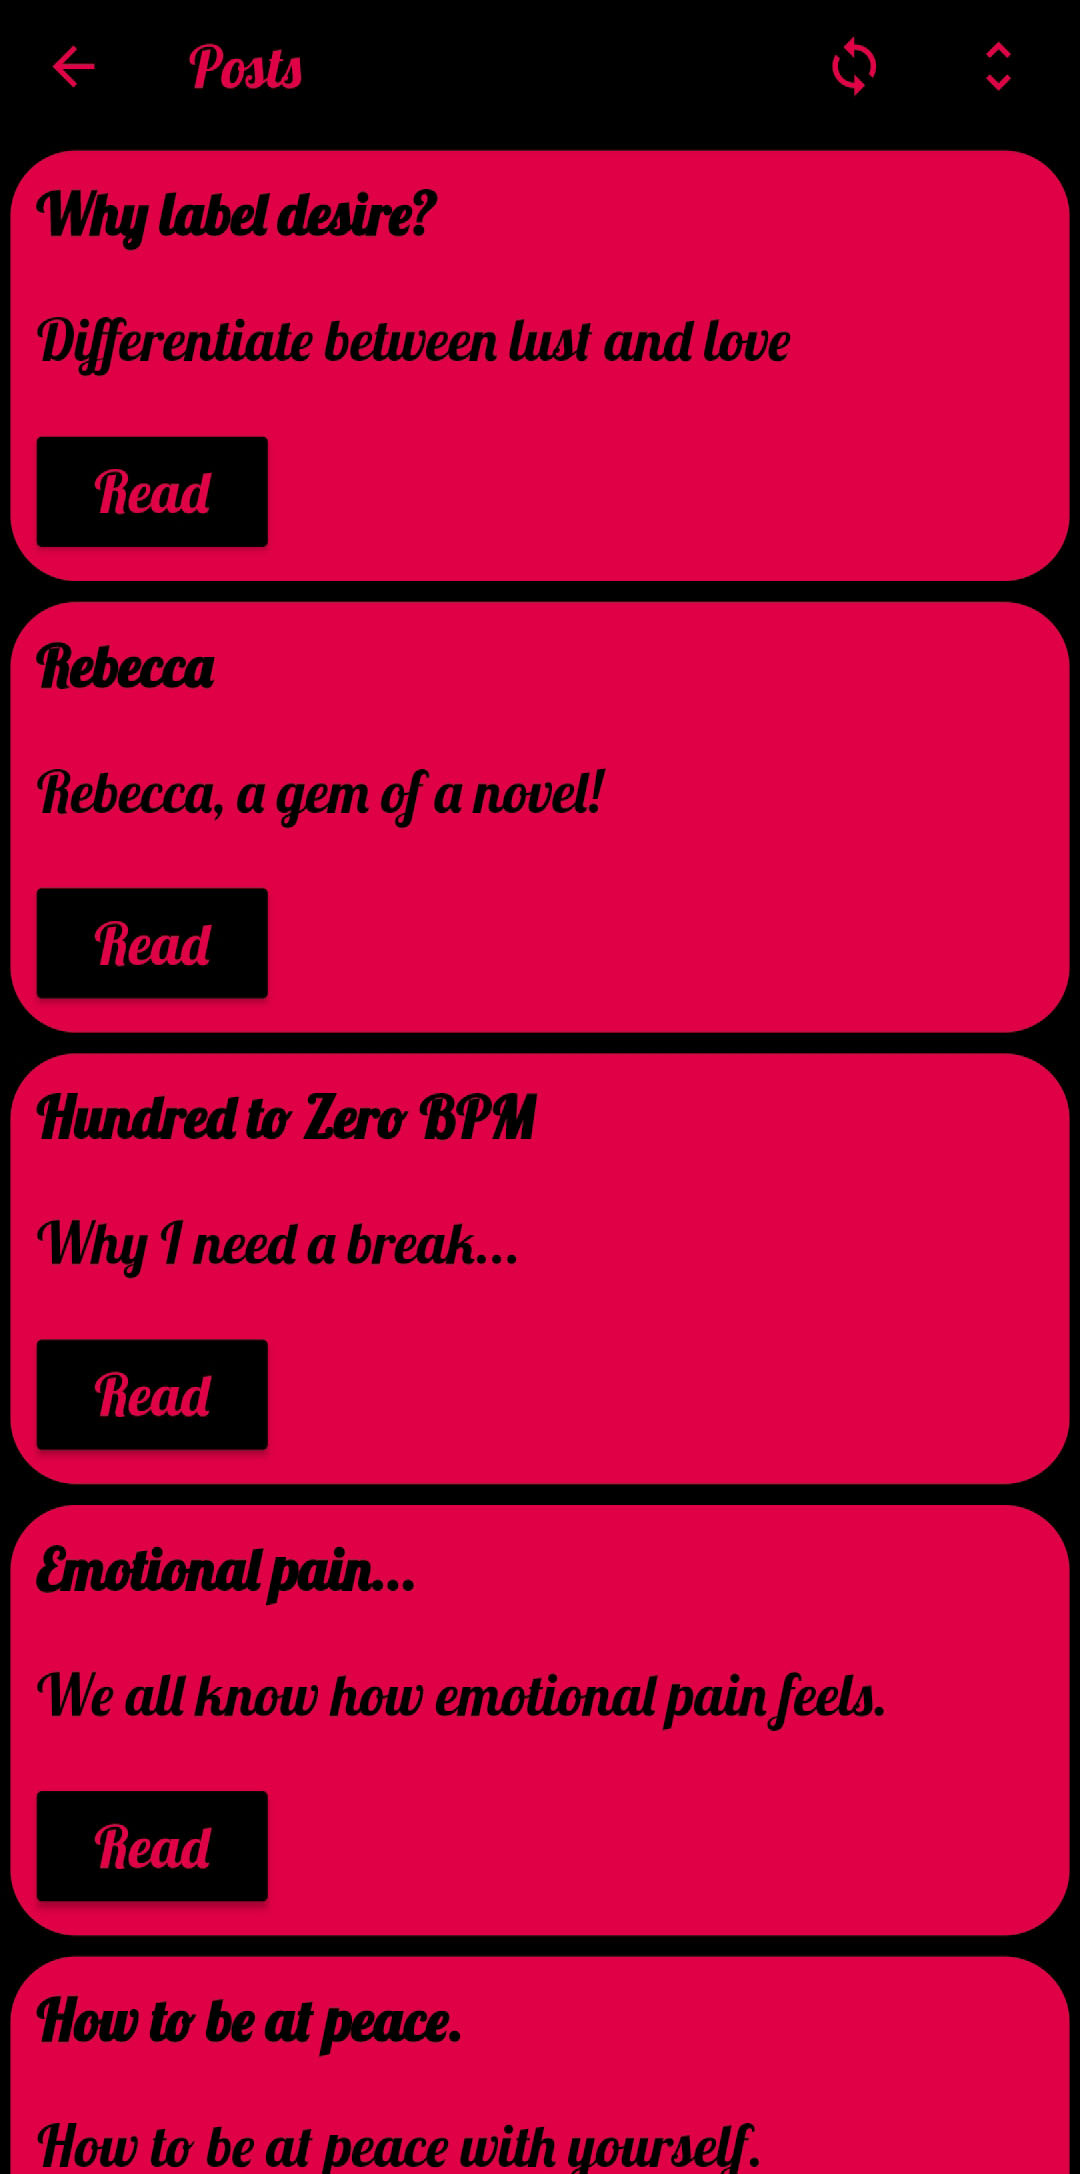 Posts
Why label desire?
Differentiate between lust and love
Read
Rebecca
Rebecca, a gem of a novel!
Read
Hundred to Zero BPM
Why I need a break...
Read
Emotional pain...
We all know how emotional pain feels.
Read
How to be at peace.
How to be at peace with yourself.